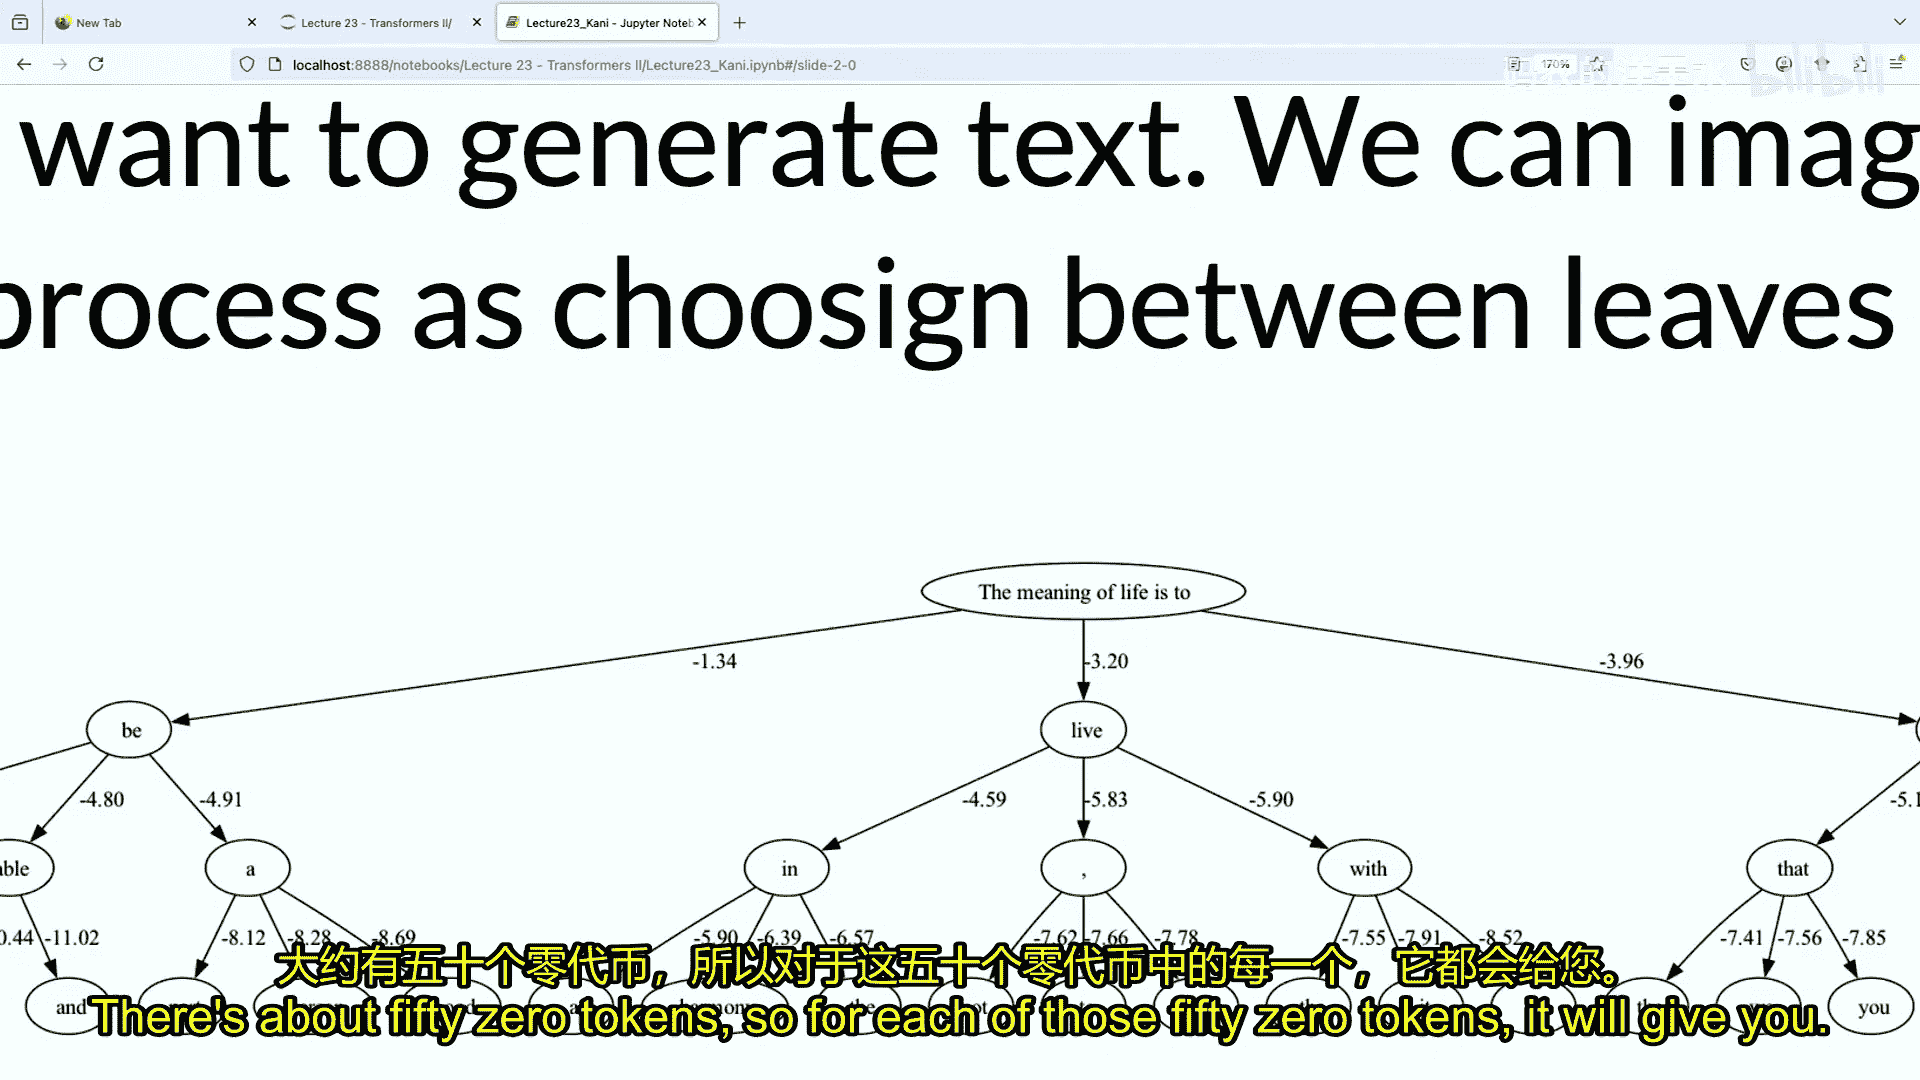 New Tab
Lecture 23 - Transformers II/
Lecture23_Kani - Jupyter Noteb
localhost:8888/notebooks/Lecture 23 - Transformers II/Lecture23_Kani.ipynb#/slide-2-0
170%
bilibili
want to generate text. We can imag
process as choosign between leaves
The meaning of life is to
-1.34
-3.20
-3.96
be
live
-4.80
-4.91
-4.59
-5.83
-5.90
-5.1
able
a
in
,
with
that
0.44
-11.02
-8.12
-8.28
-8.69
-5.90
-6.39
-6.57
-7.62
-7.66
-7.78
-7.55
-7.91
-8.52
-7.41
-7.56
-7.85
大约有五十个零代币，所以对于这五十个零代币中的每一个，它都会给您。
and
you
There's about fifty zero tokens, so for each of those fifty zero tokens, it will give you.